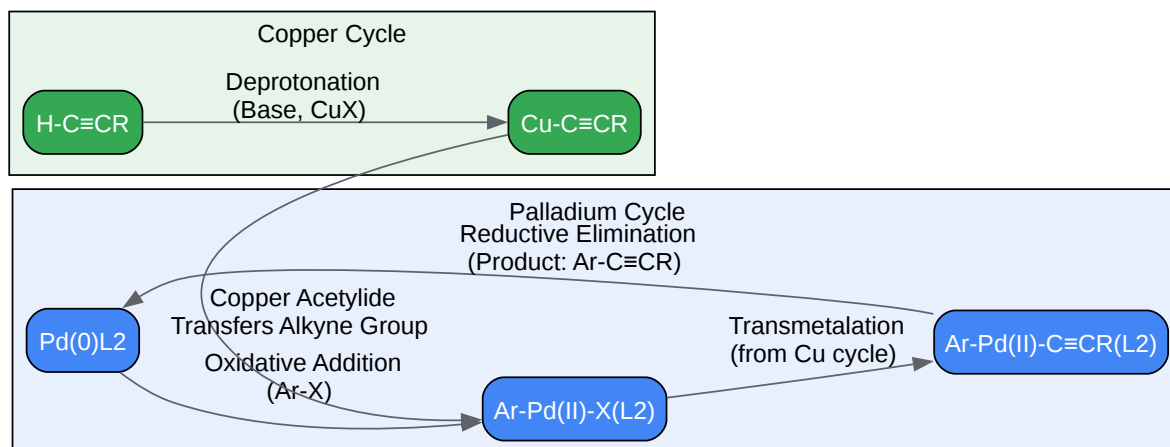 Copper Cycle
Deprotonation
(Base, CuX)
H-C≡CR
Cu-C≡CR
Palladium Cycle
Reductive Elimination
(Product: Ar-C≡CR)
Copper Acetylide
Transfers Alkyne Group
Pd(0)L2
Oxidative Addition
(Ar-X)
Transmetalation
(from Cu cycle)
Ar-Pd(II)-C≡CR(L2)
Ar-Pd(II)-X(L2)